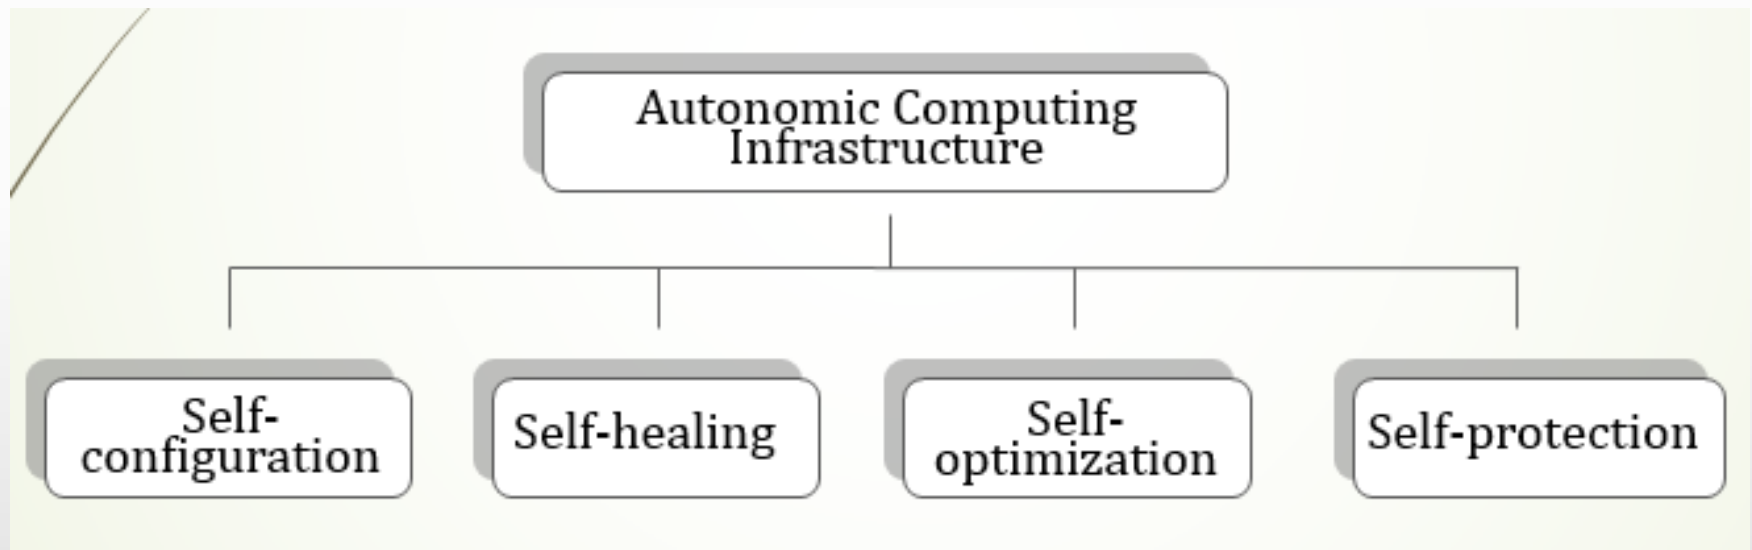 Autonomic Computing
Infrastructure
Self-
configuration
Self-healing
Self-
optimization
Self-protection